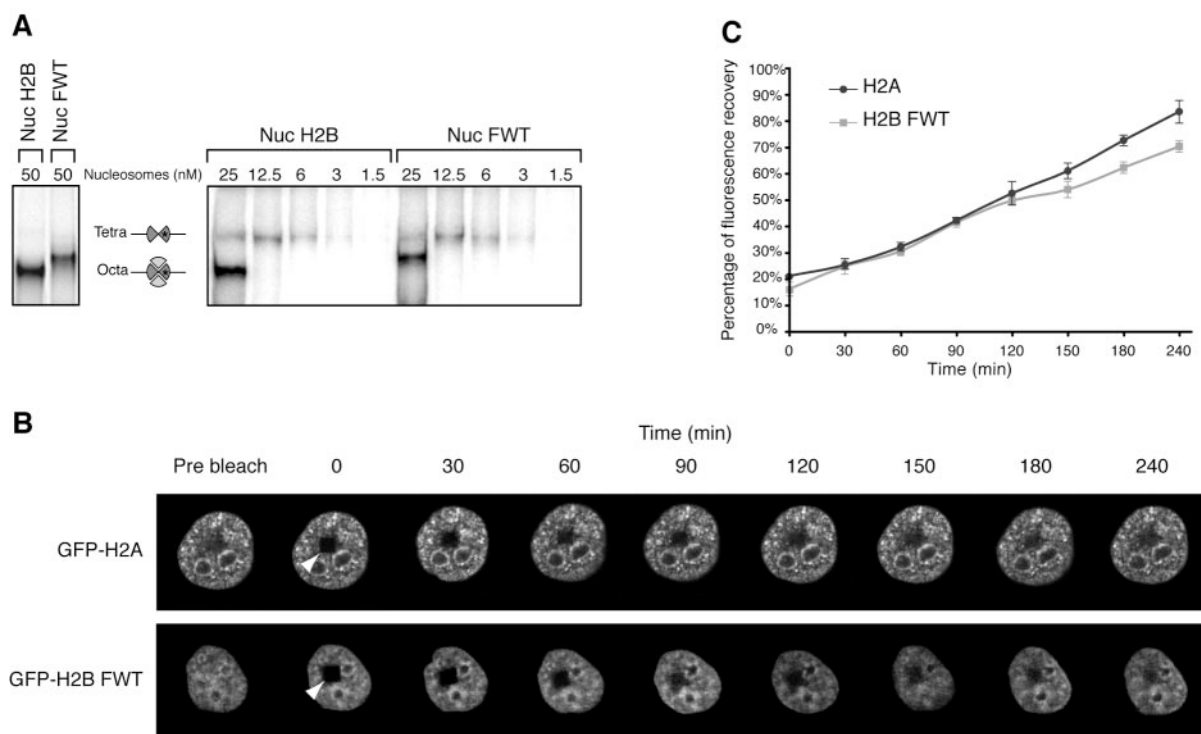 A
Nuc H2B
Nuc FWT
50 50
Nucleosomes (nM)
Nuc H2B
Nuc FWT
25 12.5 6 3 1.5 25 12.5 6 3 1.5
Tetra
Octa
C
Percentage of fluorescence recovery
100%
90%
80%
70%
60%
50%
40%
30%
20%
10%
0%
H2A
H2B FWT
0 30 60 90 120 150 180 240
Time (min)
B
Time (min)
Pre bleach 0 30 60 90 120 150 180 240
GFP-H2A
GFP-H2B FWT